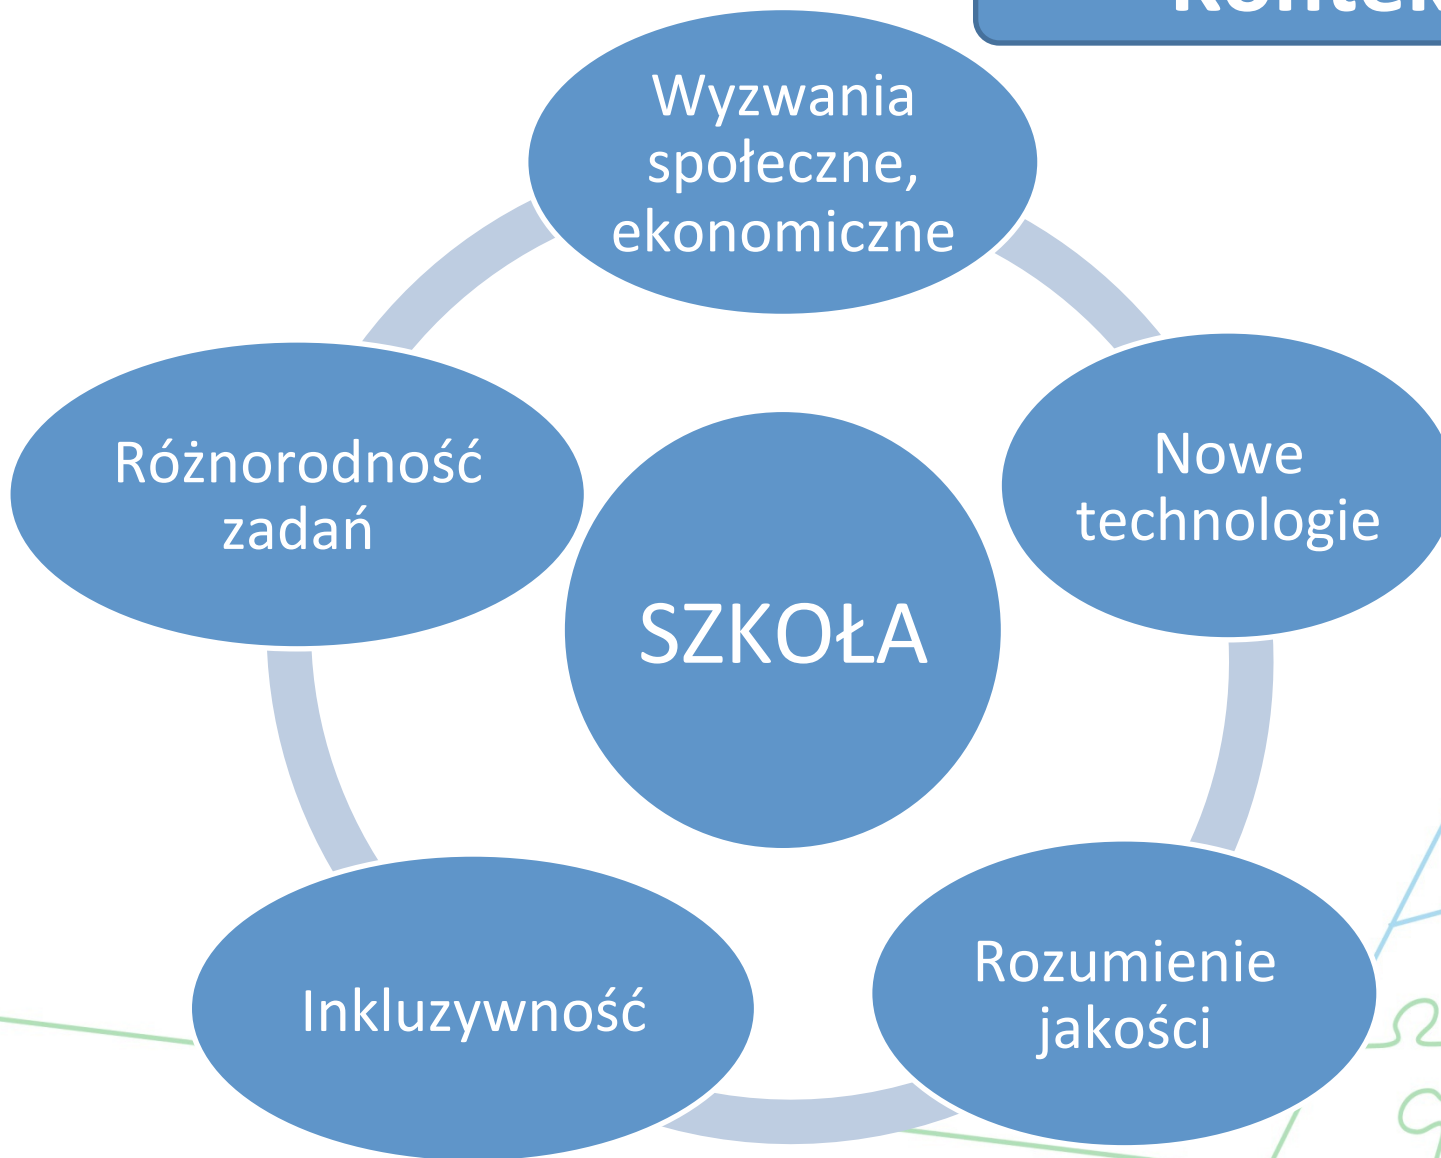 Wyzwania
społeczne,
ekonomiczne
Różnorodność
zadań
Nowe
technologie
SZKOŁA
Rozumienie
jakości
Inkluzywność